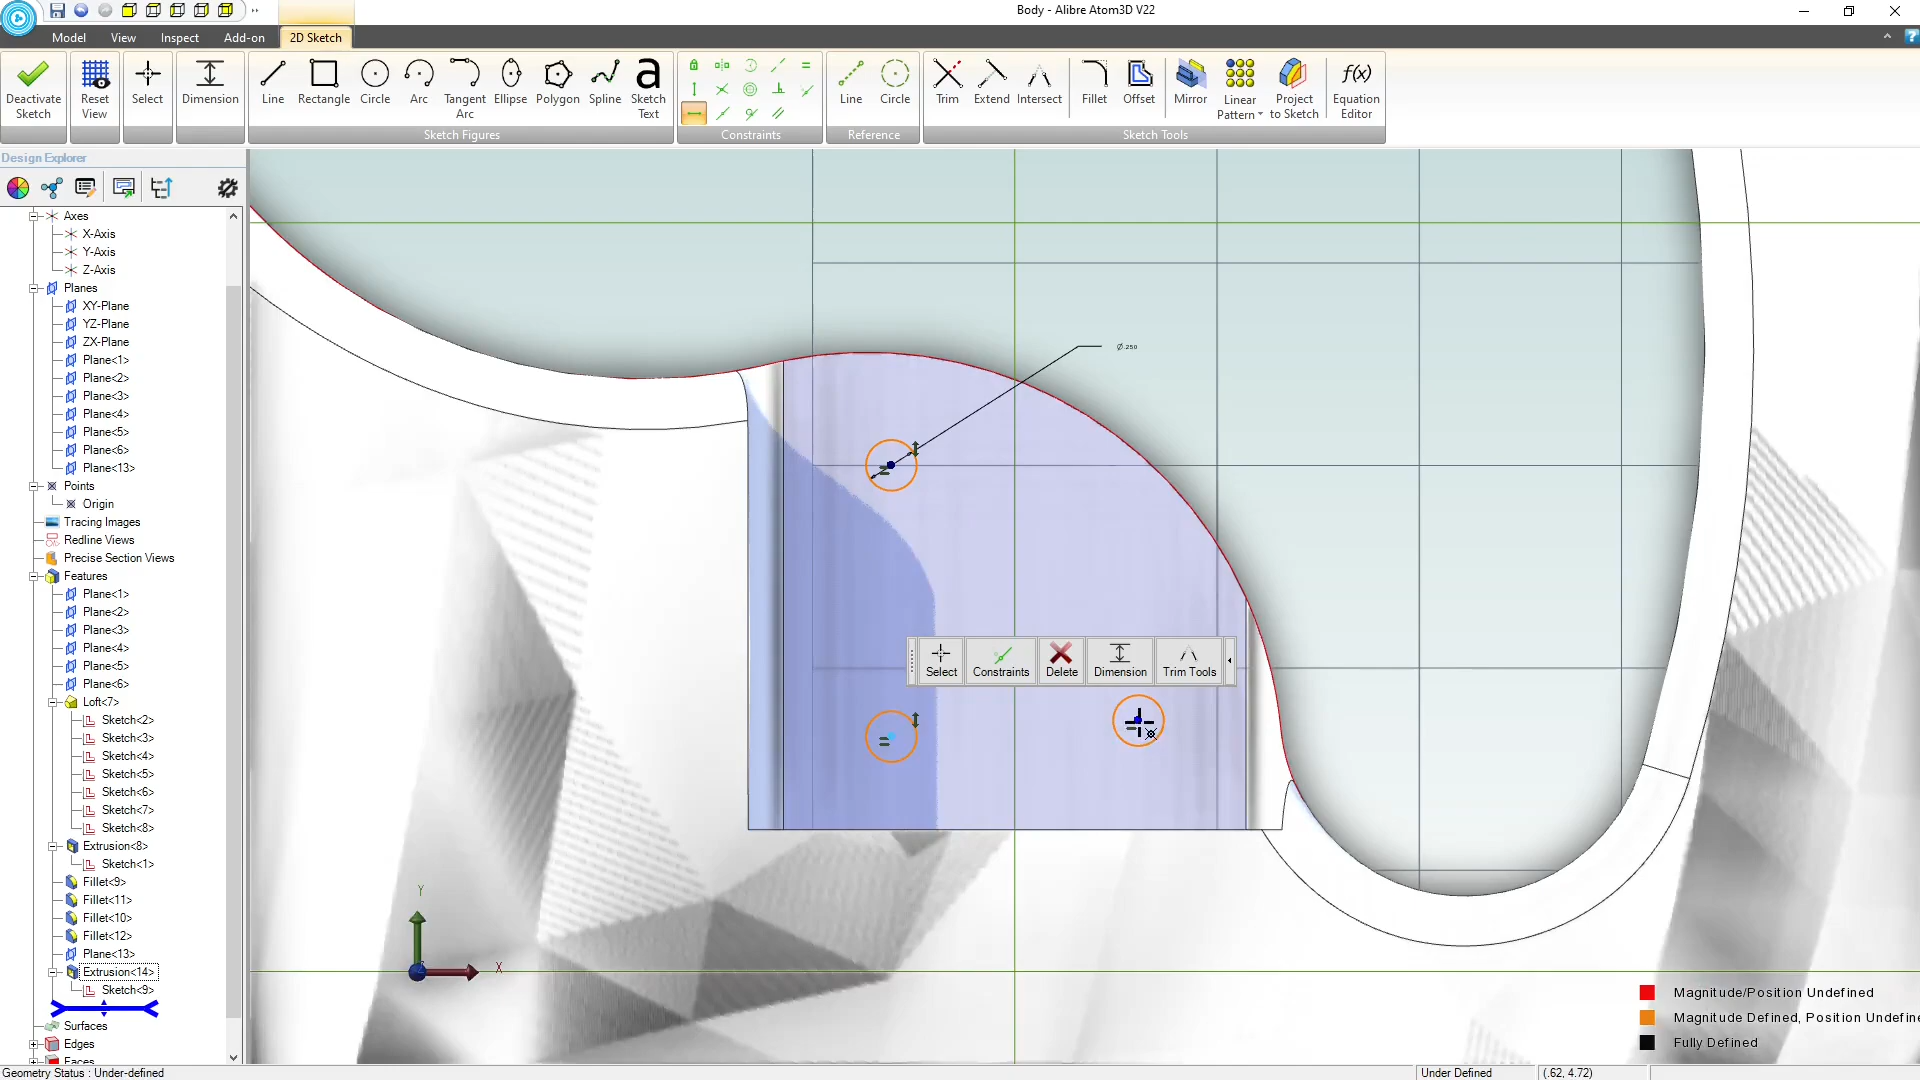 Body - Alibre Atom3D V22
Model
View
Inspect
Add-on
2D Sketch
Deactivate Sketch
Reset View
Select
Dimension
Line
Rectangle
Circle
Arc
Tangent Arc
Ellipse
Polygon
Spline
a
Sketch Text
Sketch Figures
Constraints
Line
Circle
Reference
Trim
Extend
Intersect
Fillet
Offset
Mirror
Linear Pattern
Project to Sketch
f(x)
Equation Editor
Sketch Tools
Design Explorer
Axes
X-Axis
Y-Axis
Z-Axis
Planes
XY-Plane
YZ-Plane
ZX-Plane
Plane<1>
Plane<2>
Plane<3>
Plane<4>
Plane<5>
Plane<6>
Plane<13>
Points
Origin
Tracing Images
Redline Views
Precise Section Views
Features
Plane<1>
Plane<2>
Plane<3>
Plane<4>
Plane<5>
Plane<6>
Loft<7>
Sketch<2>
Sketch<3>
Sketch<4>
Sketch<5>
Sketch<6>
Sketch<7>
Sketch<8>
Extrusion<8>
Sketch<1>
Fillet<9>
Fillet<11>
Fillet<10>
Fillet<12>
Plane<13>
Extrusion<14>
Sketch<9>
Surfaces
Edges
Faces
Ø.250
Select
Constraints
Delete
Dimension
Trim Tools
Y
X
Magnitude/Position Undefined
Magnitude Defined, Position Undefine
Fully Defined
Geometry Status : Under-defined
Under Defined
(.62, 4.72)